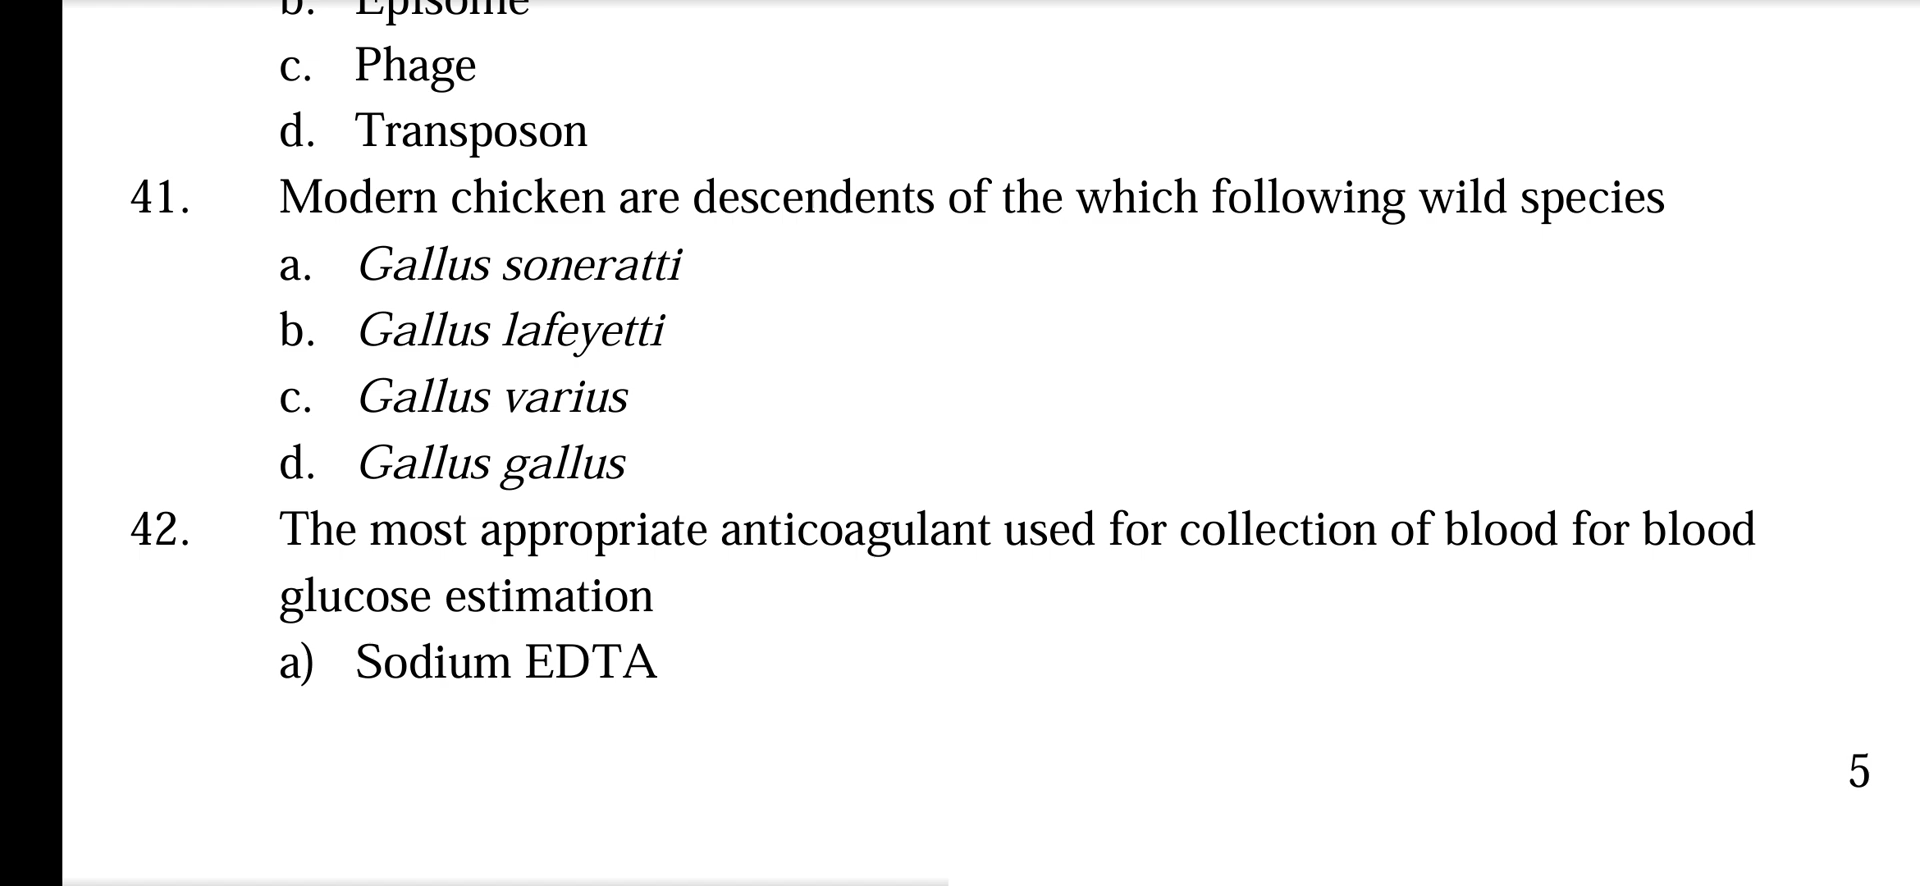 b. Episome
c. Phage
d. Transposon
41. Modern chicken are descendents of the which following wild species
a. Gallus soneratti
b. Gallus lafeyetti
c. Gallus varius
d. Gallus gallus
42. The most appropriate anticoagulant used for collection of blood for blood
glucose estimation
a) Sodium EDTA
5